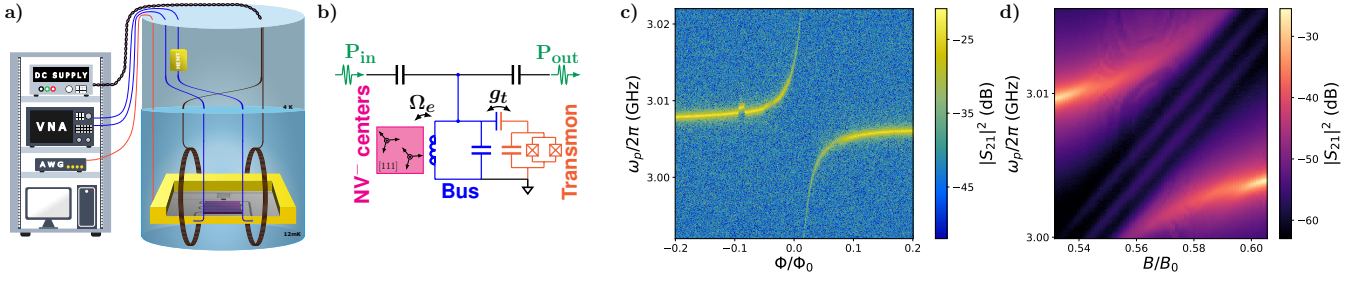 a)
DC SUPPLY
VNA
AWG
HEMT
4 K
12mK
b)
P_in
P_out
NV⁻ centers
Ω_e
g_t
[111]
Bus
Transmon
c)
3.02
3.01
3.00
ω_p/2π (GHz)
−0.2 −0.1 0.0 0.1 0.2
Φ/Φ_0
−25
−35
−45
|S_21|² (dB)
d)
3.01
3.00
ω_p/2π (GHz)
0.54 0.56 0.58 0.60
B/B_0
−30
−40
−50
−60
|S_21|² (dB)